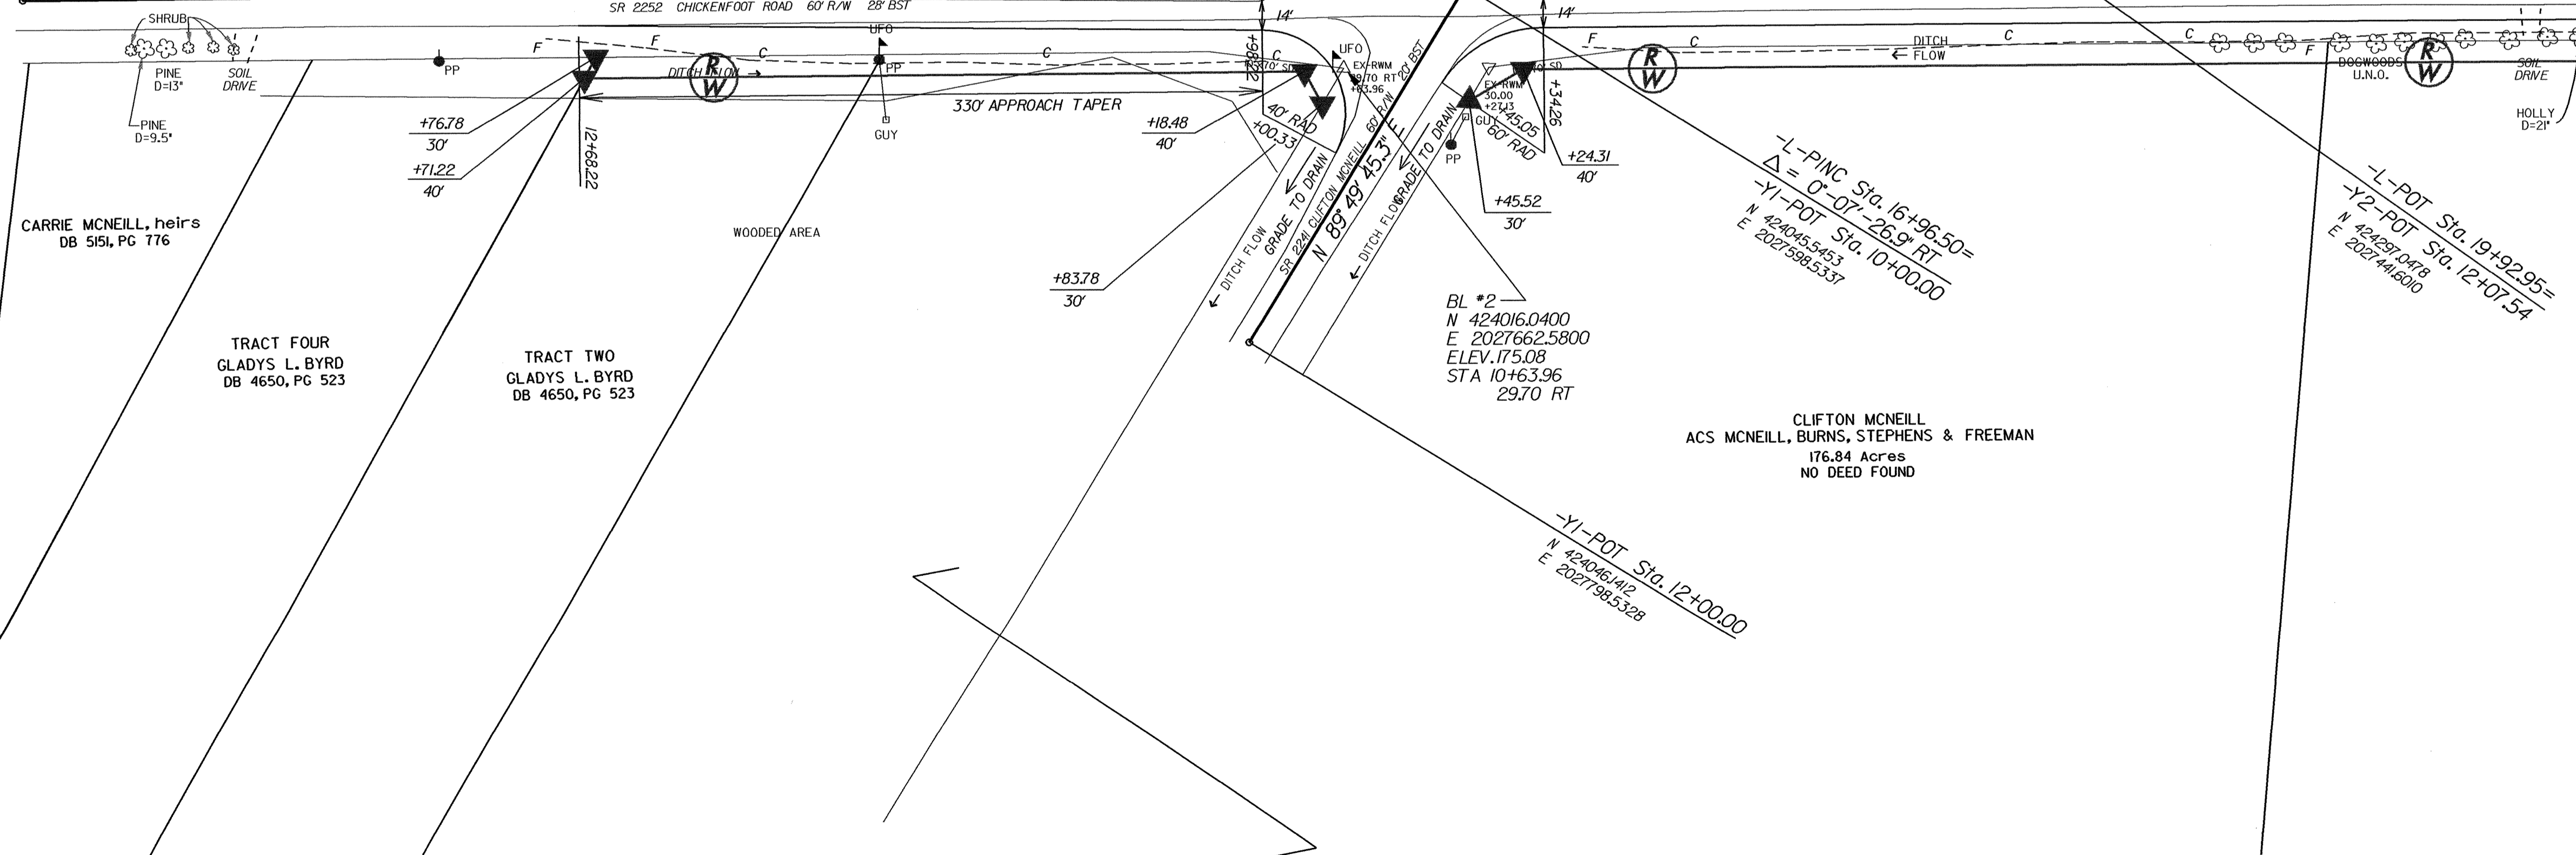 SR 2252 CHICKENFOOT ROAD 60' R/W 28' BST
SHRUB
PINE
D=13"
SOIL
DRIVE
PINE
D=9.5"
F
F
PP
C
UFO
PP
C
DITCH FLOW →
R
W
GUY
330' APPROACH TAPER
+76.78
30'
+71.22
40'
12+68.22
+98.22
14'
C
UFO
EX-RWM
29.70 RT
+63.96
+18.48
40'
40' RAD
+00.33
+83.78
30'
DITCH FLOW
GRADE TO DRAIN
SR 2241 CLIFTON MCNEILL 60' R/W 20' BST
N 89° 49' 45.3" E
GRADE TO DRAIN
DITCH FLOW
PP
GUY
EX-RWM
30.00
+27.13
+45.05
60' RAD
14'
+34.26
+24.31
40'
+45.52
30'
F
C
R
W
DITCH
← FLOW
C
C
F
DOGWOODS
U.N.O.
R
W
SOIL
DRIVE
HOLLY
D=21"
CARRIE MCNEILL, heirs
DB 5151, PG 776
TRACT FOUR
GLADYS L. BYRD
DB 4650, PG 523
TRACT TWO
GLADYS L. BYRD
DB 4650, PG 523
WOODED AREA
BL #2
N 424016.0400
E 2027662.5800
ELEV. 175.08
STA 10+63.96
29.70 RT
-L-PINC Sta. 16+96.50=
△ = 0°-07'-26.9" RT
-Y1-POT Sta. 10+00.00
N 424045.5453
E 2027598.5337
-L-POT Sta. 19+92.95=
-Y2-POT Sta. 12+07.54
N 424297.0478
E 2027441.6010
CLIFTON MCNEILL
ACS MCNEILL, BURNS, STEPHENS & FREEMAN
176.84 Acres
NO DEED FOUND
-Y1-POT Sta. 12+00.00
N 424046.1412
E 2027798.5328